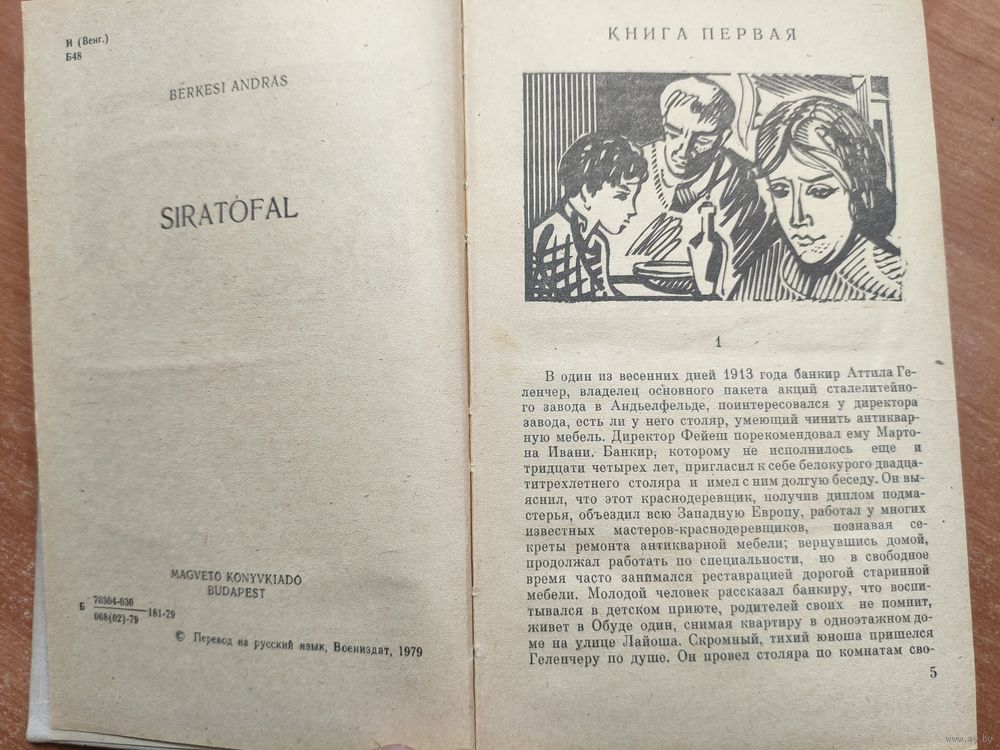 И (Венг.)
Б48
BERKESI ANDRÁS
SIRATÓFAL
MAGVETŐ KÖNYVKIADÓ
BUDAPEST
Б 70304-030
068(02)-79 181-79
© Перевод на русский язык, Воениздат, 1979
КНИГА ПЕРВАЯ
1
В один из весенних дней 1913 года банкир Аттила Ге-
ленчер, владелец основного пакета акций сталелитейно-
го завода в Андьелфельде, поинтересовался у директора
завода, есть ли у него столяр, умеющий чинить антиквар-
ную мебель. Директор Фейеш порекомендовал ему Марто-
на Ивани. Банкир, которому не исполнилось еще и
тридцати четырех лет, пригласил к себе белокурого двадца-
титрехлетнего столяра и имел с ним долгую беседу. Он вы-
яснил, что этот краснодеревщик, получив диплом подма-
стерья, объездил всю Западную Европу, работал у многих
известных мастеров-краснодеревщиков, познавая се-
креты ремонта антикварной мебели; вернувшись домой,
продолжал работать по специальности, но в свободное
время часто занимался реставрацией дорогой старинной
мебели. Молодой человек рассказал банкиру, что воспи-
тывался в детском приюте, родителей своих не помнит,
живет в Обуде один, снимая квартиру в одноэтажном до-
ме на улице Лайоша. Скромный, тихий юноша пришелся
Геленчеру по душе. Он провел столяра по комнатам сво-
5
www.ay.by